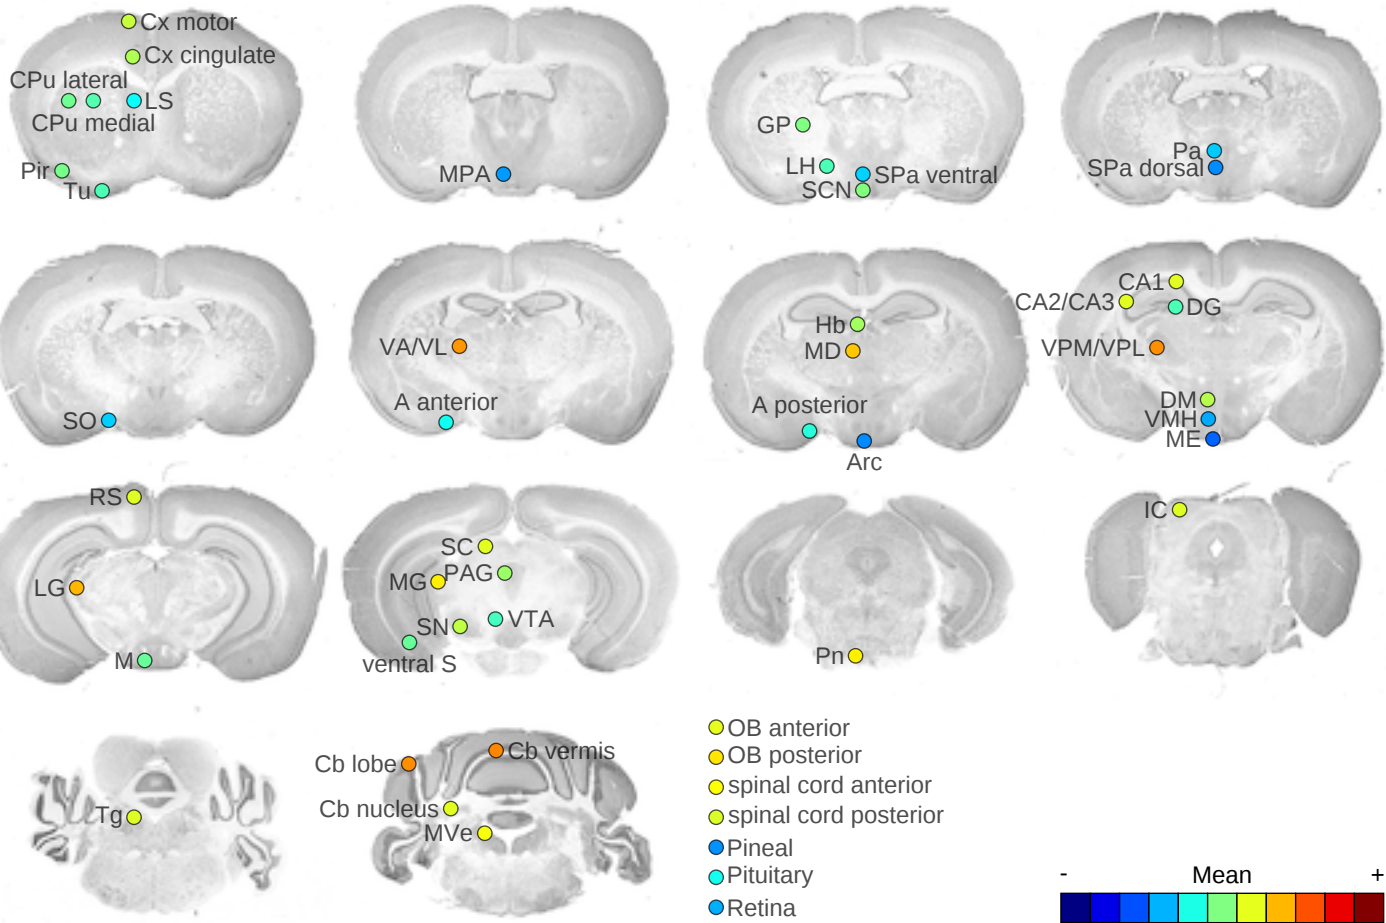 Cx motor
Cx cingulate
CPu lateral
LS
CPu medial
Pir
Tu
MPA
GP
LH
SPa ventral
SCN
Pa
SPa dorsal
SO
VA/VL
A anterior
Hb
MD
A posterior
Arc
CA1
CA2/CA3
DG
VPM/VPL
DM
VMH
ME
RS
LG
M
SC
PAG
MG
SN
VTA
ventral S
Pn
IC
Tg
Cb lobe
Cb vermis
Cb nucleus
MVe
OB anterior
OB posterior
spinal cord anterior
spinal cord posterior
Pineal
Pituitary
Retina
- Mean +